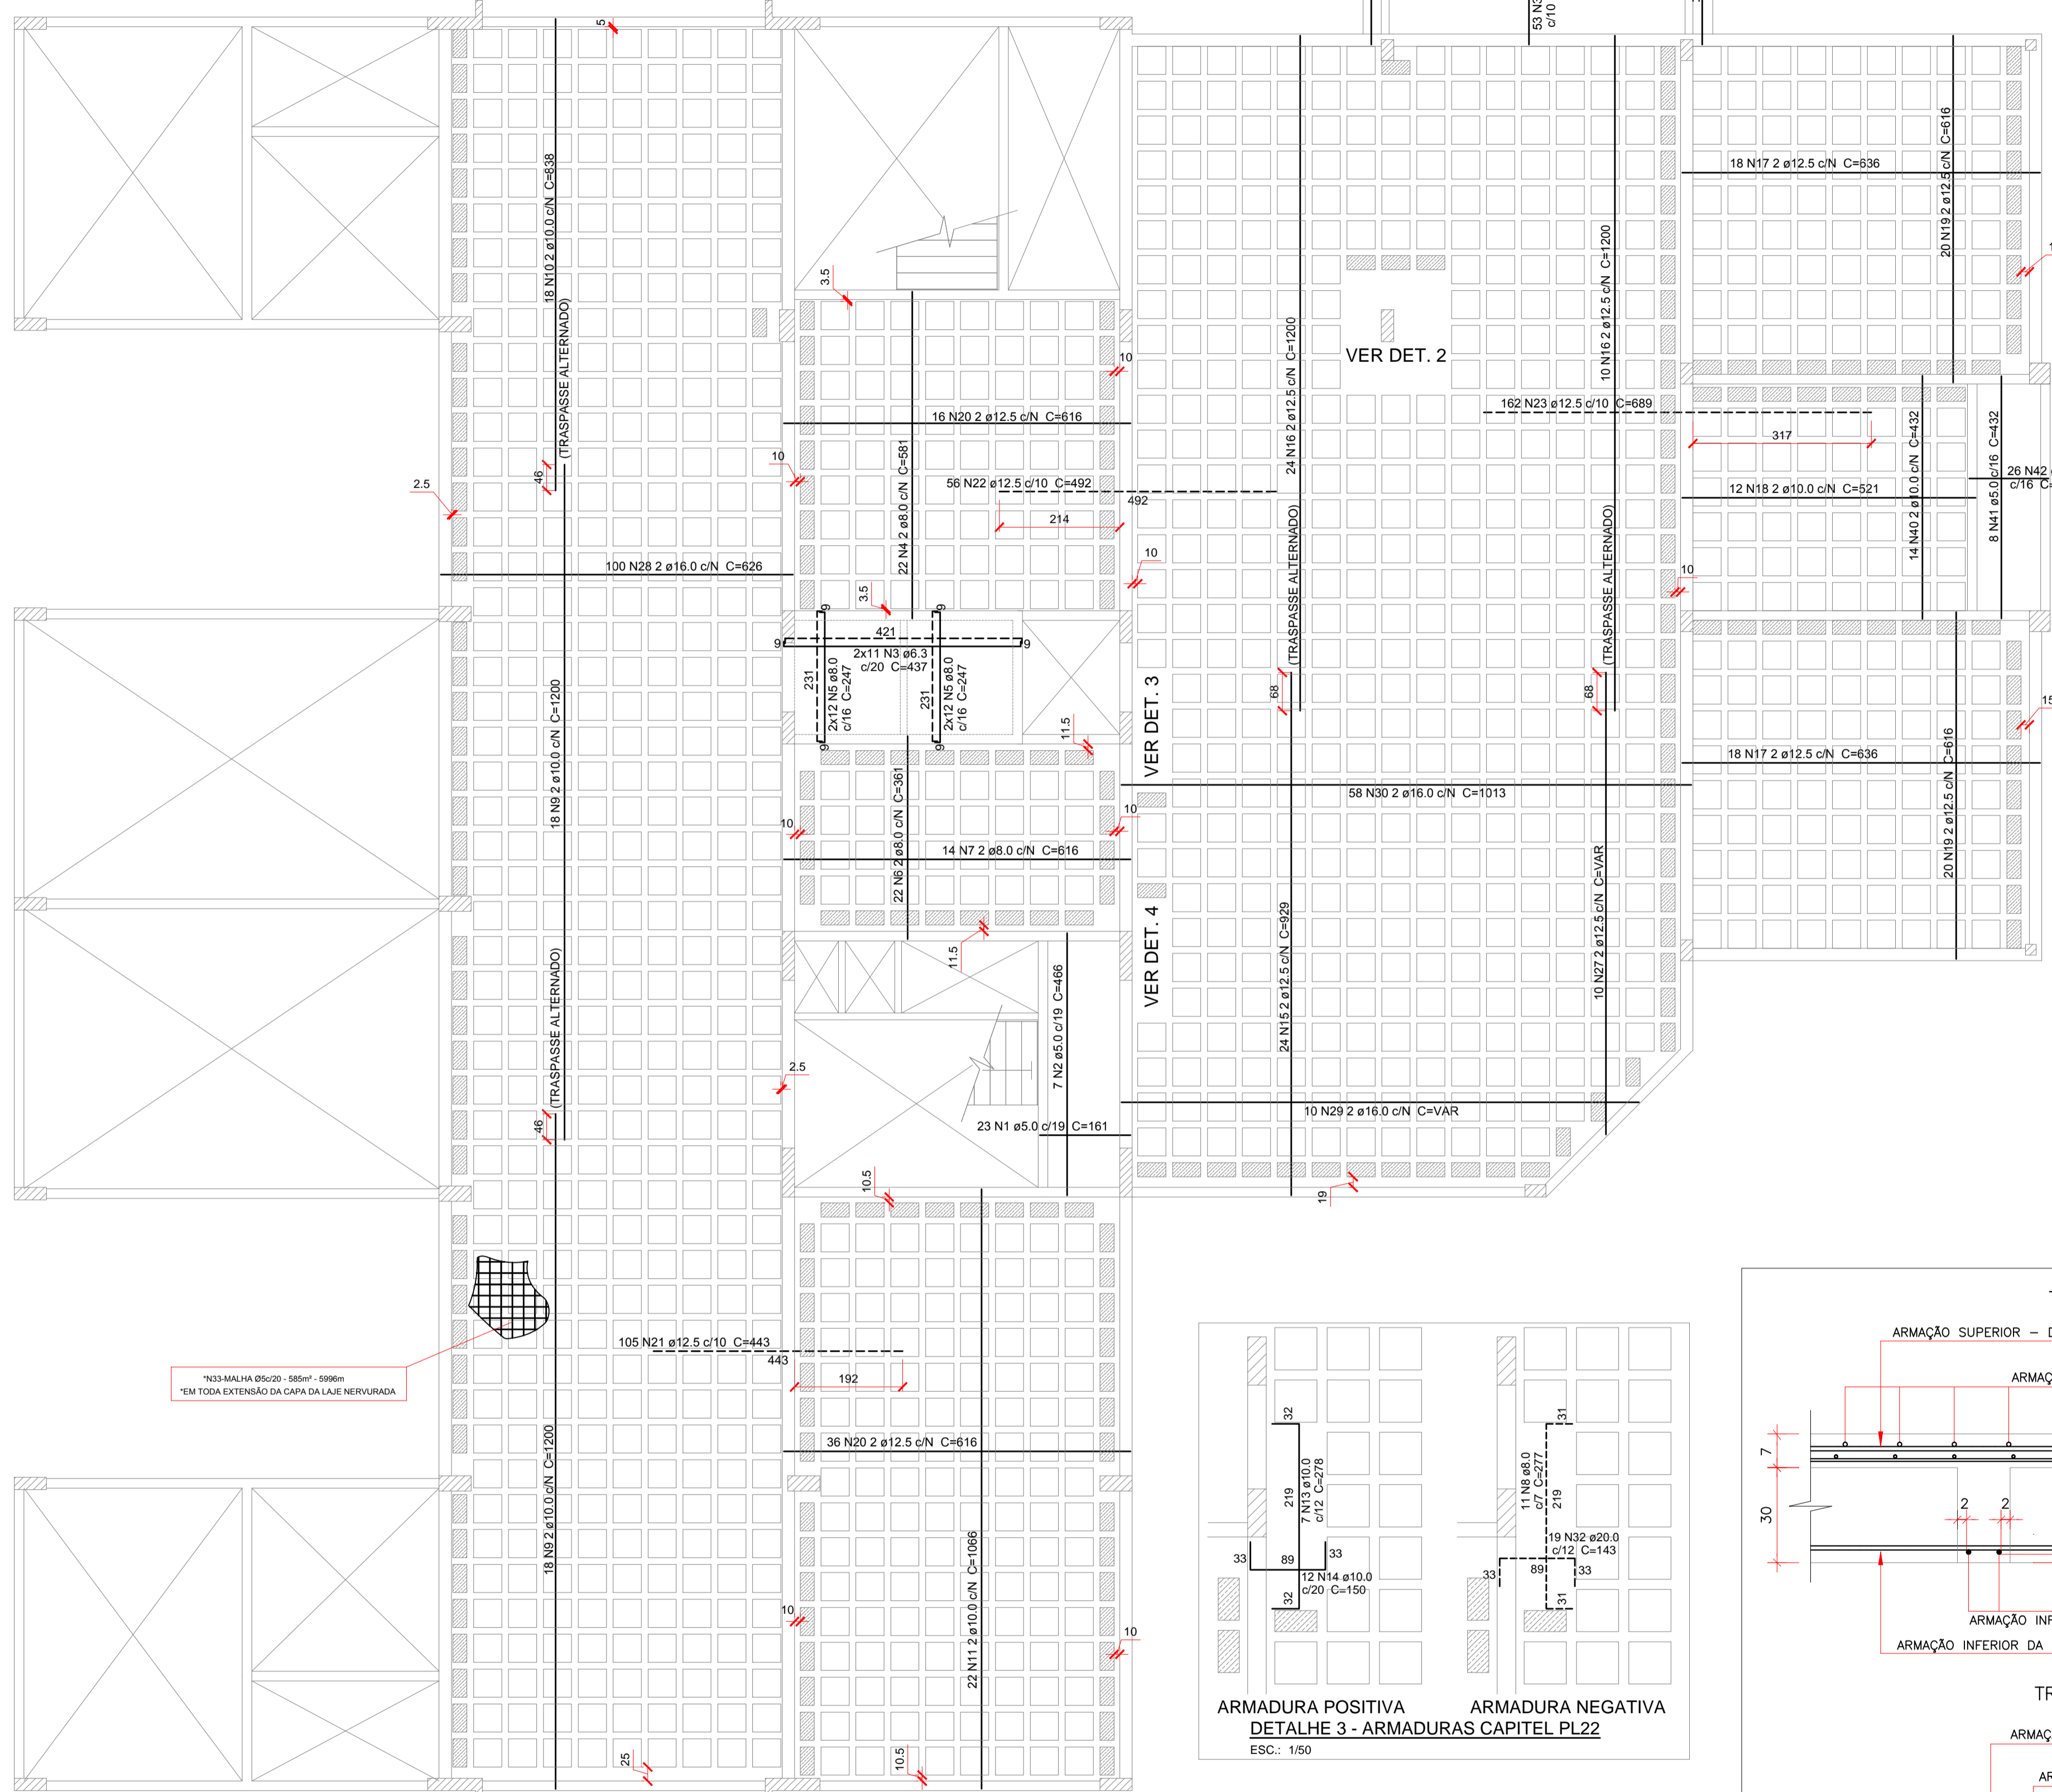 5
53 N3
c/10
18 N10 2 ø10.0 c/N C=838
(TRASPASSE ALTERNADO)
46
3.5
10
16 N20 2 ø12.5 c/N C=616
22 N4 2 ø8.0 c/N C=581
10
2.5
56 N22 ø12.5 c/10 C=492
492
214
100 N28 2 ø16.0 c/N C=626
3.5
10
24 N16 2 ø12.5 c/N C=1200
(TRASPASSE ALTERNADO)
68
VER DET. 2
10 N16 2 ø12.5 c/N C=1200
(TRASPASSE ALTERNADO)
68
162 N23 ø12.5 c/10 C=689
317
18 N17 2 ø12.5 c/N C=636
20 N19 2 ø12.5 c/N C=616
12 N18 2 ø10.0 c/N C=521
14 N40 2 ø10.0 c/N C=432
8 N41 ø5.0 c/16 C=432
26 N42
c/16 C=
10
18 N9 2 ø10.0 c/N C=1200
(TRASPASSE ALTERNADO)
46
9
9
421
9
9
2x11 N3 ø6.3
c/20 C=437
231
2x12 N5 ø8.0
c/16 C=247
9
231
2x12 N5 ø8.0
c/16 C=247
9
11.5
VER DET. 3
58 N30 2 ø16.0 c/N C=1013
10
10
14 N7 2 ø8.0 c/N C=616
22 N6 2 ø8.0 c/N C=361
11.5
VER DET. 4
24 N15 2 ø12.5 c/N C=929
10 N27 2 ø12.5 c/N C=VAR
18 N17 2 ø12.5 c/N C=636
20 N19 2 ø12.5 c/N C=616
15
7 N2 ø5.0 c/19 C=466
2.5
23 N1 ø5.0 c/19 C=161
10 N29 2 ø16.0 c/N C=VAR
19
10.5
*N33-MALHA Ø5c/20 - 585m² - 5996m
*EM TODA EXTENSÃO DA CAPA DA LAJE NERVURADA
105 N21 ø12.5 c/10 C=443
443
192
36 N20 2 ø12.5 c/N C=616
18 N9 2 ø10.0 c/N C=1200
22 N11 2 ø10.0 c/N C=1066
10
10
25
10.5
32
219
7 N13 ø10.0
c/12 C=278
33
89
33
12 N14 ø10.0
c/20 C=150
32
31
11 N8 ø8.0
c/7 C=277
219
19 N32 ø20.0
c/12 C=143
33
89
33
31
ARMADURA POSITIVA
ARMADURA NEGATIVA
DETALHE 3 - ARMADURAS CAPITEL PL22
ESC.: 1/50
ARMAÇÃO SUPERIOR – D
7
30
2
2
ARMAÇÃO INFERIOR DA